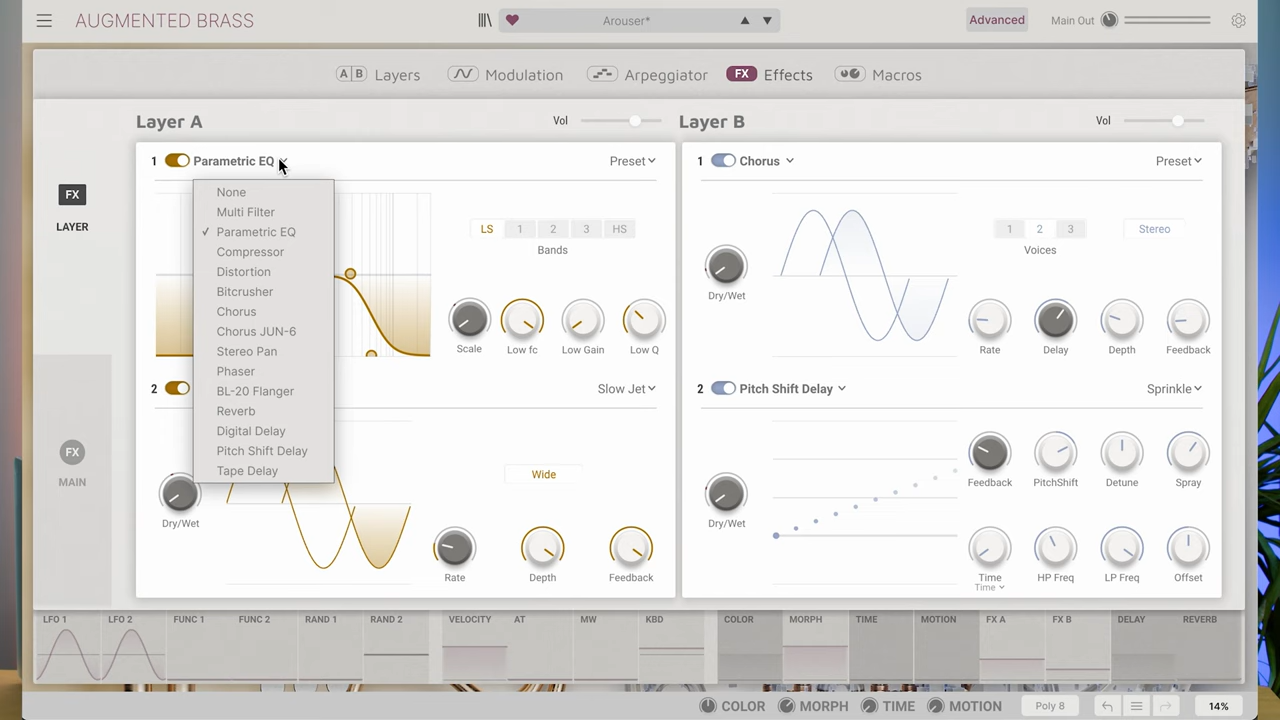 AUGMENTED BRASS
Arouser*
Advanced
Main Out
A|B Layers
Modulation
Arpeggiator
FX Effects
Macros
Layer A
Vol
Layer B
Vol
1 Parametric EQ
Preset
1 Chorus
Preset
FX
LAYER
None
Multi Filter
✓ Parametric EQ
Compressor
Distortion
Bitcrusher
Chorus
Chorus JUN-6
Stereo Pan
Phaser
BL-20 Flanger
Reverb
Digital Delay
Pitch Shift Delay
Tape Delay
LS 1 2 3 HS
Bands
Scale
Low fc
Low Gain
Low Q
1 2 3
Voices
Stereo
Dry/Wet
Rate
Delay
Depth
Feedback
2
Slow Jet
2 Pitch Shift Delay
Sprinkle
FX
MAIN
Wide
Dry/Wet
Rate
Depth
Feedback
Dry/Wet
Feedback
PitchShift
Detune
Spray
Time
Time
HP Freq
LP Freq
Offset
LFO 1
LFO 2
FUNC 1
FUNC 2
RAND 1
RAND 2
VELOCITY
AT
MW
KBD
COLOR
MORPH
TIME
MOTION
FX A
FX B
DELAY
REVERB
COLOR
MORPH
TIME
MOTION
Poly 8
14%